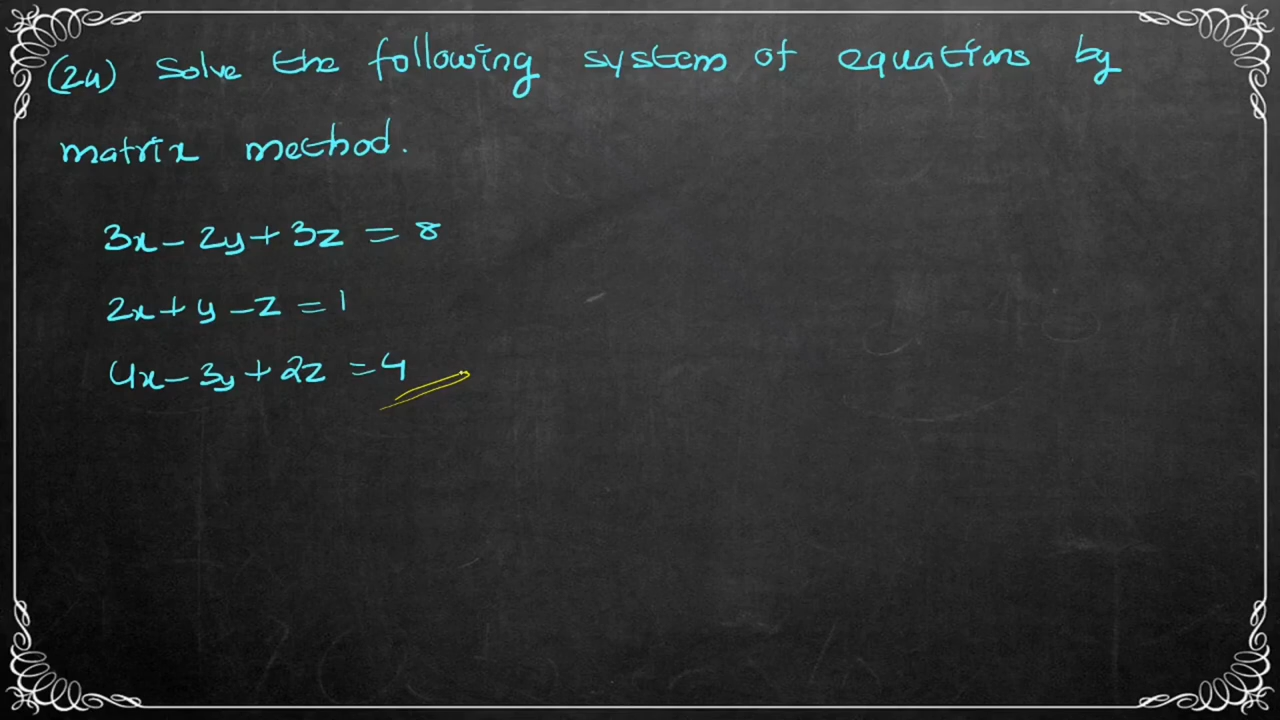 (24) Solve the following system of equations by
matrix method.
3x - 2y + 3z = 8
2x + y - z = 1
4x - 3y + 2z = 4